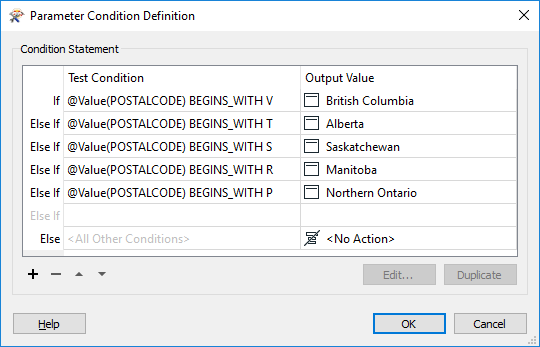 Parameter Condition Definition
Condition Statement
Test Condition Output Value
If @Value(POSTALCODE) BEGINS_WITH V British Columbia
Else If @Value(POSTALCODE) BEGINS_WITH T Alberta
Else If @Value(POSTALCODE) BEGINS_WITH S Saskatchewan
Else If @Value(POSTALCODE) BEGINS_WITH R Manitoba
Else If @Value(POSTALCODE) BEGINS_WITH P Northern Ontario
Else If
Else <All Other Conditions> <No Action>
Edit... Duplicate
Help OK Cancel